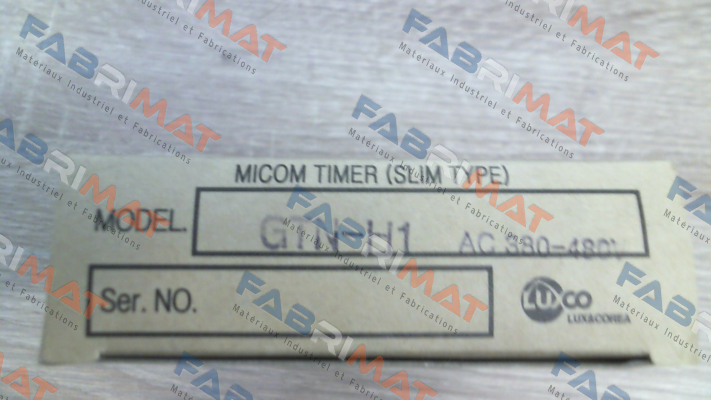 MICOM TIMER (SLIM TYPE)
MODEL. AC 380-480V
Ser. NO.
LUXCO
LUX&COREA
FABRIMAT
Materiaux Industriel et Fabrications